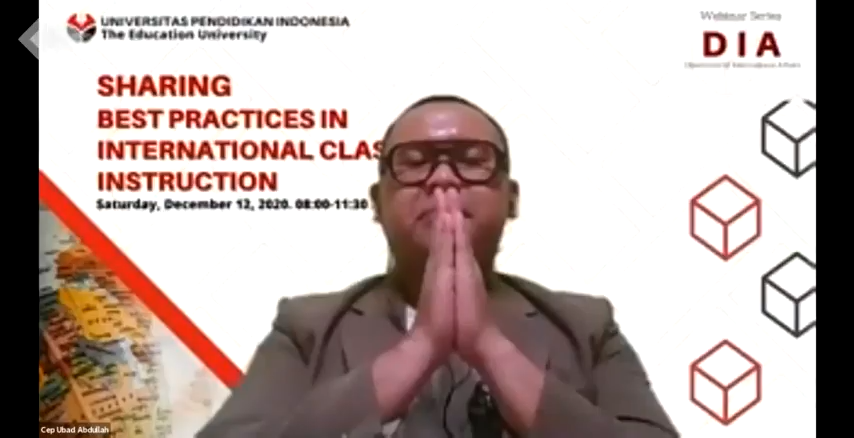 UNIVERSITAS PENDIDIKAN INDONESIA
The Education University
Webinar Series
DIA
SHARING
BEST PRACTICES IN
INTERNATIONAL CLAS
INSTRUCTION
Saturday, December 12, 2020. 08:00-11:30
Cep Ubad Abdullah